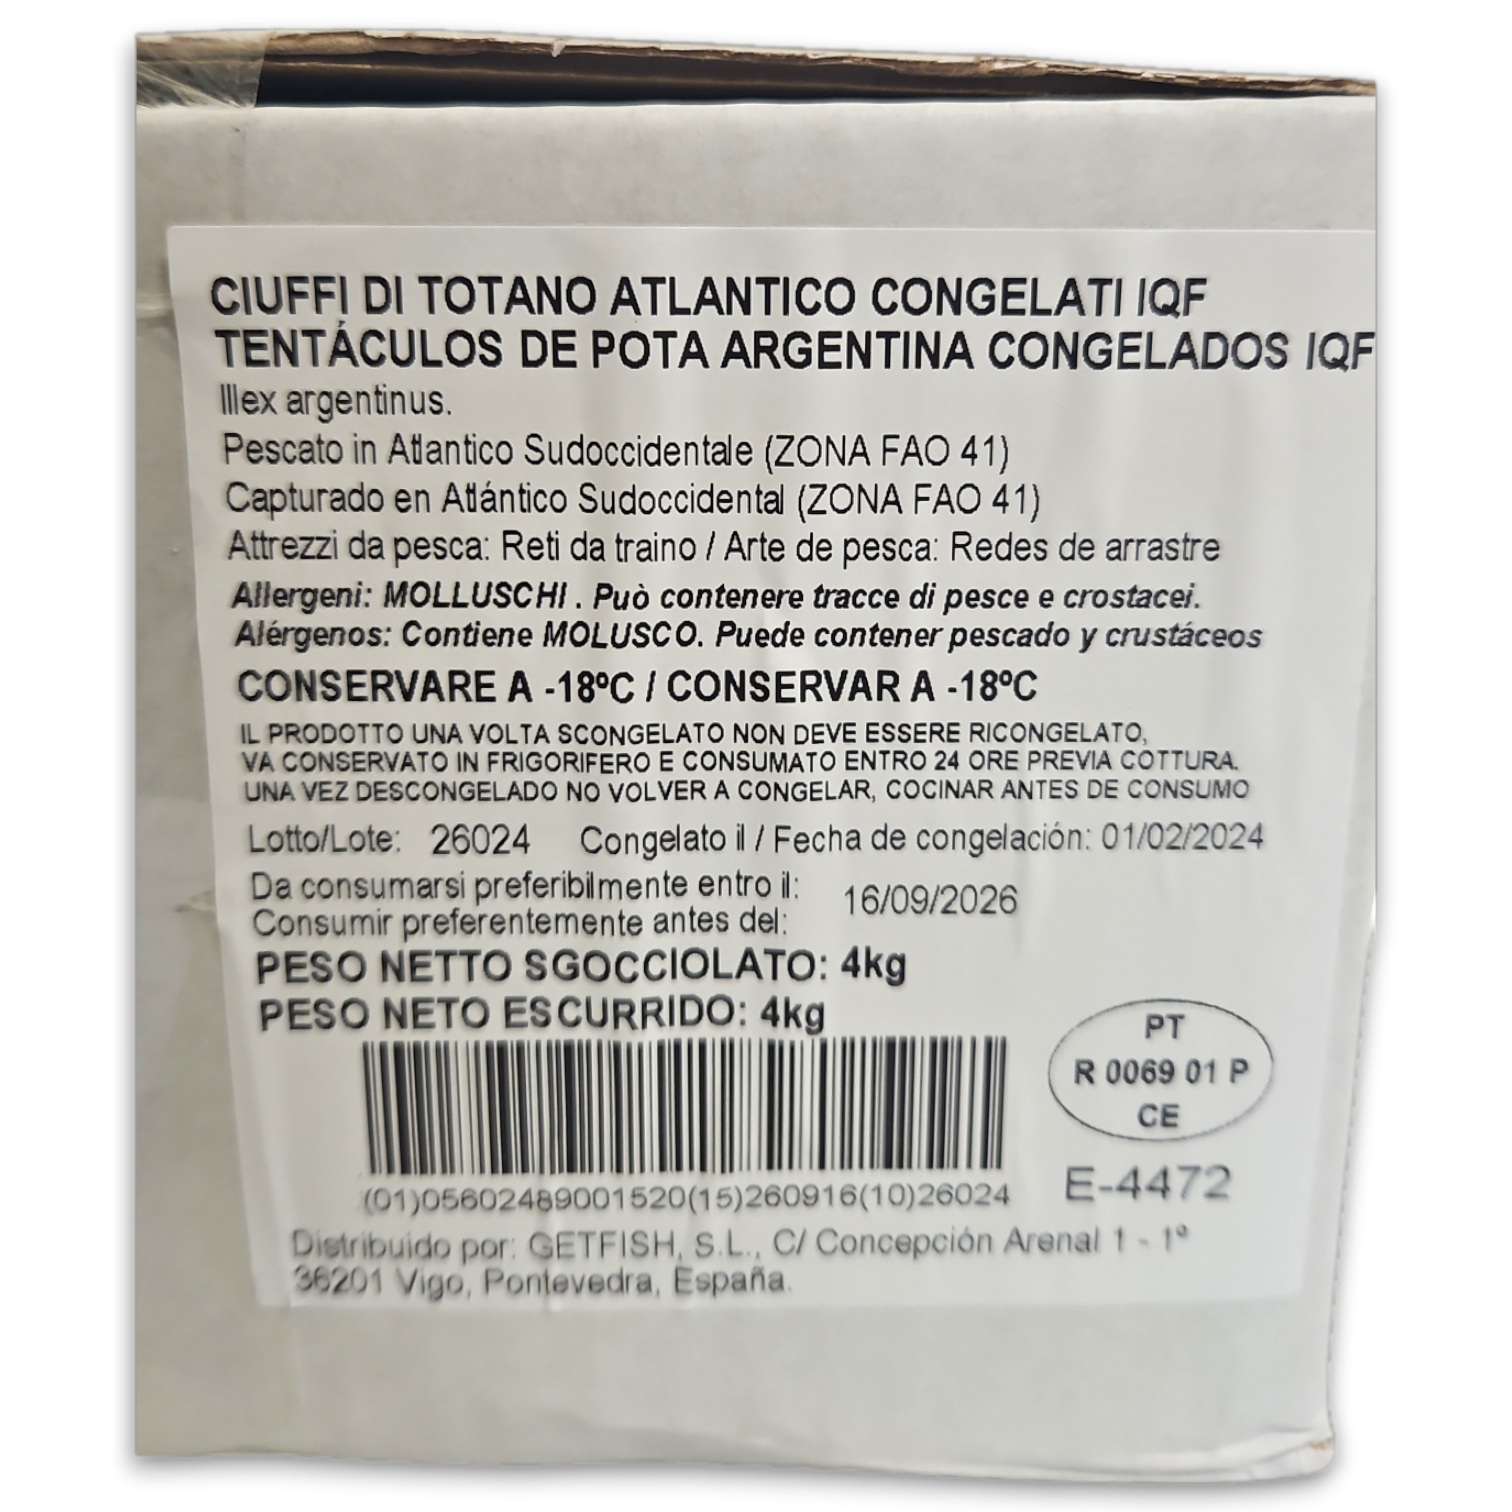 CIUFFI DI TOTANO ATLANTICO CONGELATI IQF
TENTÁCULOS DE POTA ARGENTINA CONGELADOS IQF
Illex argentinus.
Pescato in Atlantico Sudoccidentale (ZONA FAO 41)
Capturado en Atlántico Sudoccidental (ZONA FAO 41)
Attrezzi da pesca: Reti da traino / Arte de pesca: Redes de arrastre
Allergeni: MOLLUSCHI . Può contenere tracce di pesce e crostacei.
Alérgenos: Contiene MOLUSCO. Puede contener pescado y crustáceos
CONSERVARE A -18ºC / CONSERVAR A -18ºC
IL PRODOTTO UNA VOLTA SCONGELATO NON DEVE ESSERE RICONGELATO,
VA CONSERVATO IN FRIGORIFERO E CONSUMATO ENTRO 24 ORE PREVIA COTTURA.
UNA VEZ DESCONGELADO NO VOLVER A CONGELAR, COCINAR ANTES DE CONSUMO
Lotto/Lote: 26024 Congelato il / Fecha de congelación: 01/02/2024
Da consumarsi preferibilmente entro il: 16/09/2026
Consumir preferentemente antes del:
PESO NETTO SGOCCIOLATO: 4kg
PESO NETO ESCURRIDO: 4kg
PT
R 0069 01 P
CE
(01)05602489001520(15)260916(10)26024
E-4472
Distribuido por: GETFISH, S.L., C/ Concepción Arenal 1 - 1º
36201 Vigo, Pontevedra, España.